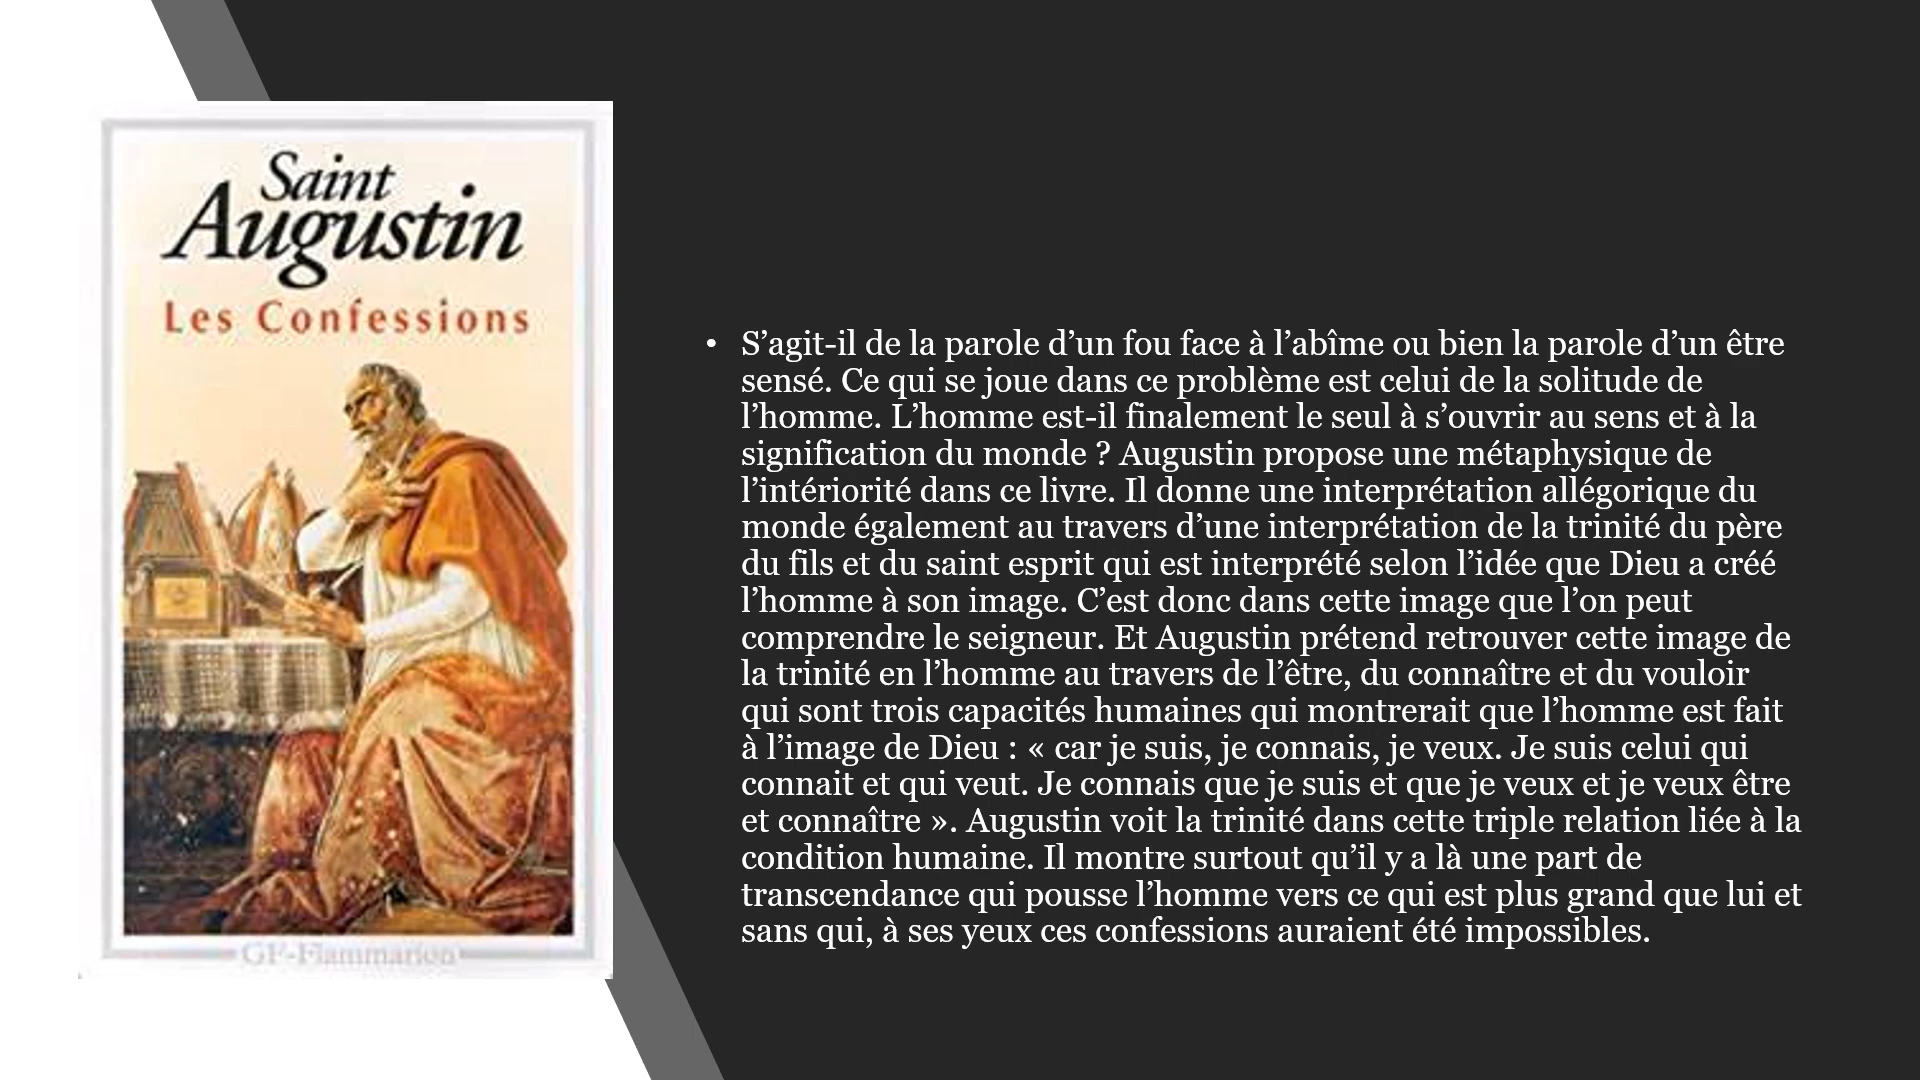 Saint
Augustin
Les Confessions
GF-Flammarion
• S’agit-il de la parole d’un fou face à l’abîme ou bien la parole d’un être
sensé. Ce qui se joue dans ce problème est celui de la solitude de
l’homme. L’homme est-il finalement le seul à s’ouvrir au sens et à la
signification du monde ? Augustin propose une métaphysique de
l’intériorité dans ce livre. Il donne une interprétation allégorique du
monde également au travers d’une interprétation de la trinité du père
du fils et du saint esprit qui est interprété selon l’idée que Dieu a créé
l’homme à son image. C’est donc dans cette image que l’on peut
comprendre le seigneur. Et Augustin prétend retrouver cette image de
la trinité en l’homme au travers de l’être, du connaître et du vouloir
qui sont trois capacités humaines qui montrerait que l’homme est fait
à l’image de Dieu : « car je suis, je connais, je veux. Je suis celui qui
connait et qui veut. Je connais que je suis et que je veux et je veux être
et connaître ». Augustin voit la trinité dans cette triple relation liée à la
condition humaine. Il montre surtout qu’il y a là une part de
transcendance qui pousse l’homme vers ce qui est plus grand que lui et
sans qui, à ses yeux ces confessions auraient été impossibles.